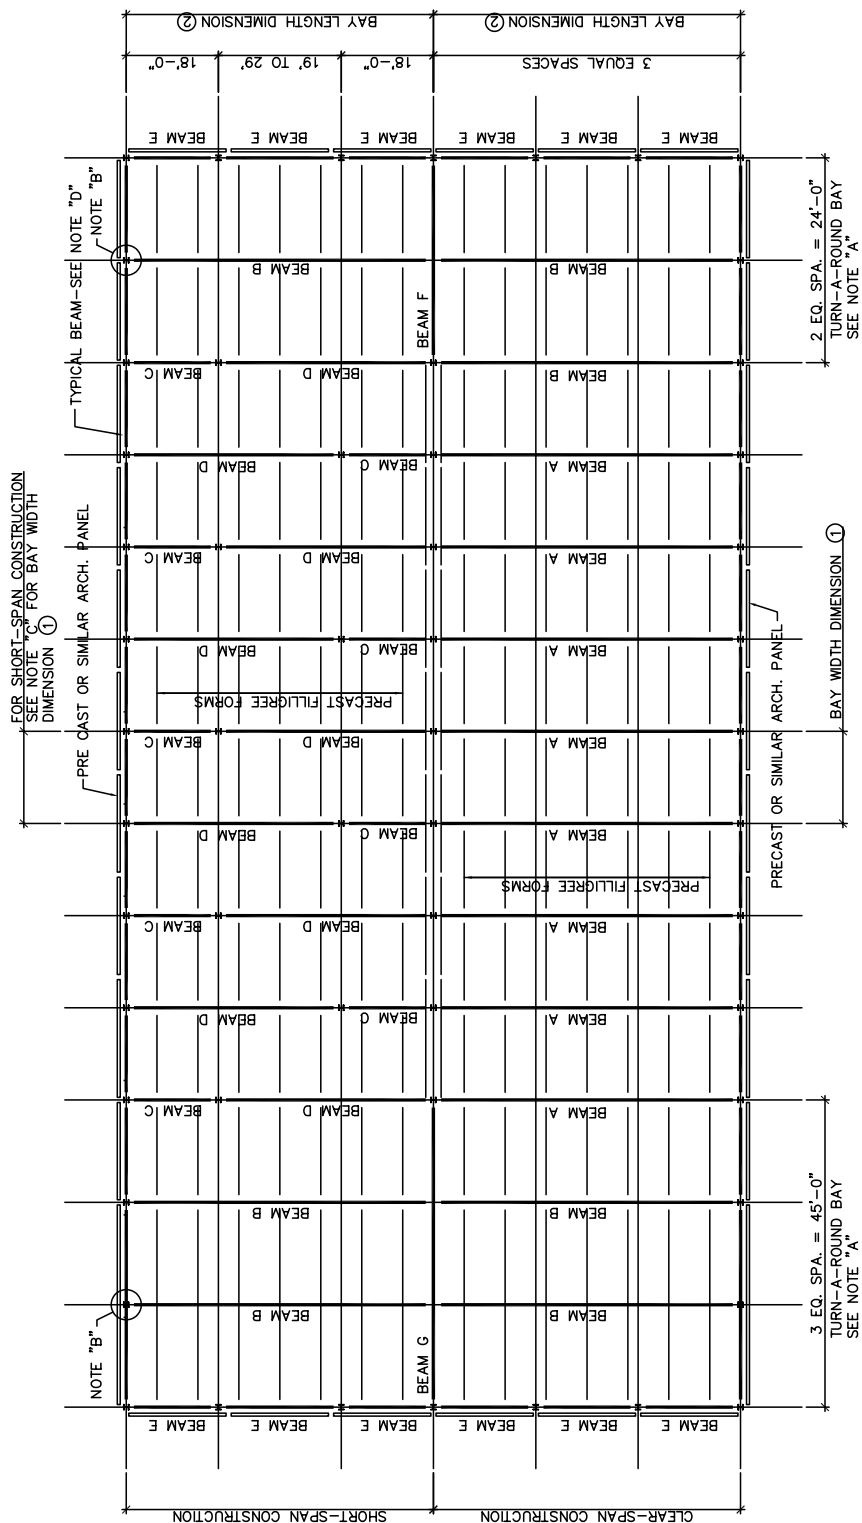 BAY LENGTH DIMENSION ②
BAY LENGTH DIMENSION ②
18'-0"
19' TO 29'
18'-0"
3 EQUAL SPACES
BEAM E
BEAM E
BEAM E
BEAM E
BEAM E
BEAM E
TYPICAL BEAM-SEE NOTE "D"
NOTE "B"
BEAM B
BEAM B
BEAM F
2 EQ. SPA. = 24'-0"
TURN-A-ROUND BAY
SEE NOTE "A"
BEAM C
BEAM D
BEAM B
BEAM D
BEAM C
BEAM A
FOR SHORT-SPAN CONSTRUCTION
SEE NOTE "C" FOR BAY WIDTH
DIMENSION ①
PRE CAST OR SIMILAR ARCH. PANEL
BEAM C
BEAM D
BEAM A
BEAM D
BEAM C
BEAM A
PRECAST FILLIGREE FORMS
BAY WIDTH DIMENSION ①
BEAM C
BEAM D
BEAM A
PRECAST OR SIMILAR ARCH. PANEL
BEAM D
BEAM C
BEAM A
PRECAST FILLIGREE FORMS
BEAM C
BEAM D
BEAM A
BEAM D
BEAM C
BEAM A
BEAM C
BEAM D
BEAM A
BEAM B
BEAM B
3 EQ. SPA. = 45'-0"
TURN-A-ROUND BAY
SEE NOTE "A"
NOTE "B"
BEAM B
BEAM B
BEAM G
BEAM E
BEAM E
BEAM E
BEAM E
BEAM E
BEAM E
SHORT-SPAN CONSTRUCTION
CLEAR-SPAN CONSTRUCTION